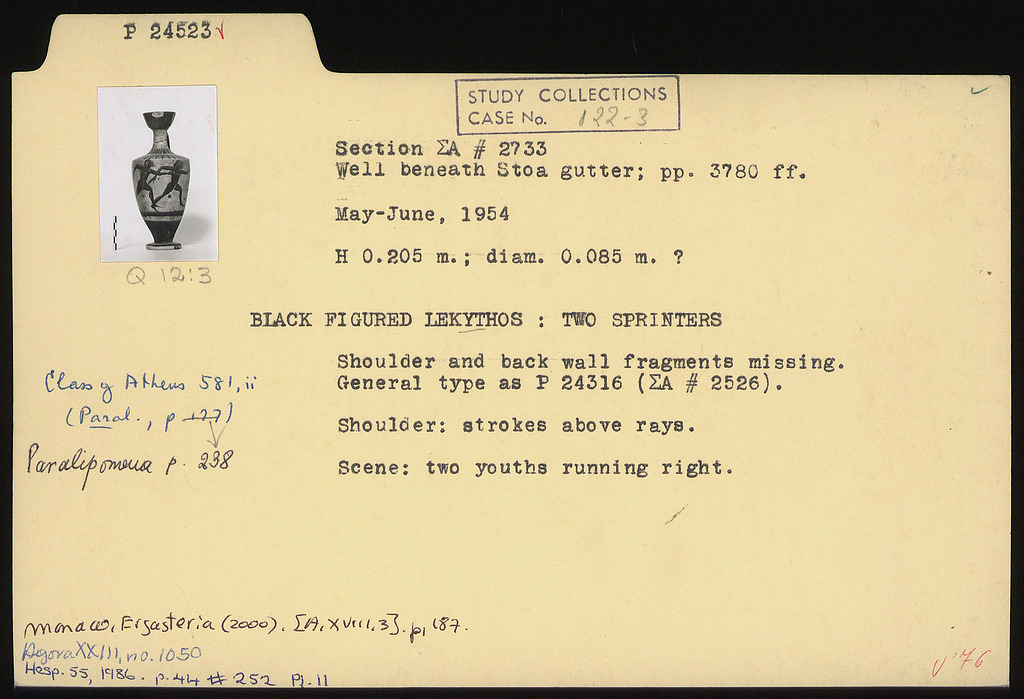 P 24523 ✓
STUDY COLLECTIONS
CASE No. 122-3
Section ΣA # 2733
Well beneath Stoa gutter; pp. 3780 ff.
May-June, 1954
H 0.205 m.; diam. 0.085 m. ?
Q 12:3
BLACK FIGURED LEKYTHOS : TWO SPRINTERS
Shoulder and back wall fragments missing.
General type as P 24316 (ΣA # 2526).
Class of Athens 581, ii
(Paral., p 177)
Shoulder: strokes above rays.
Paralipomena p. 238
Scene: two youths running right.
Monaco, Ergasteria (2000). [A, XVIII, 3]. p, 187.
Agora XXIII, no. 1050
Hesp. 55, 1986. p. 44 # 252 Pl. 11
√ '76